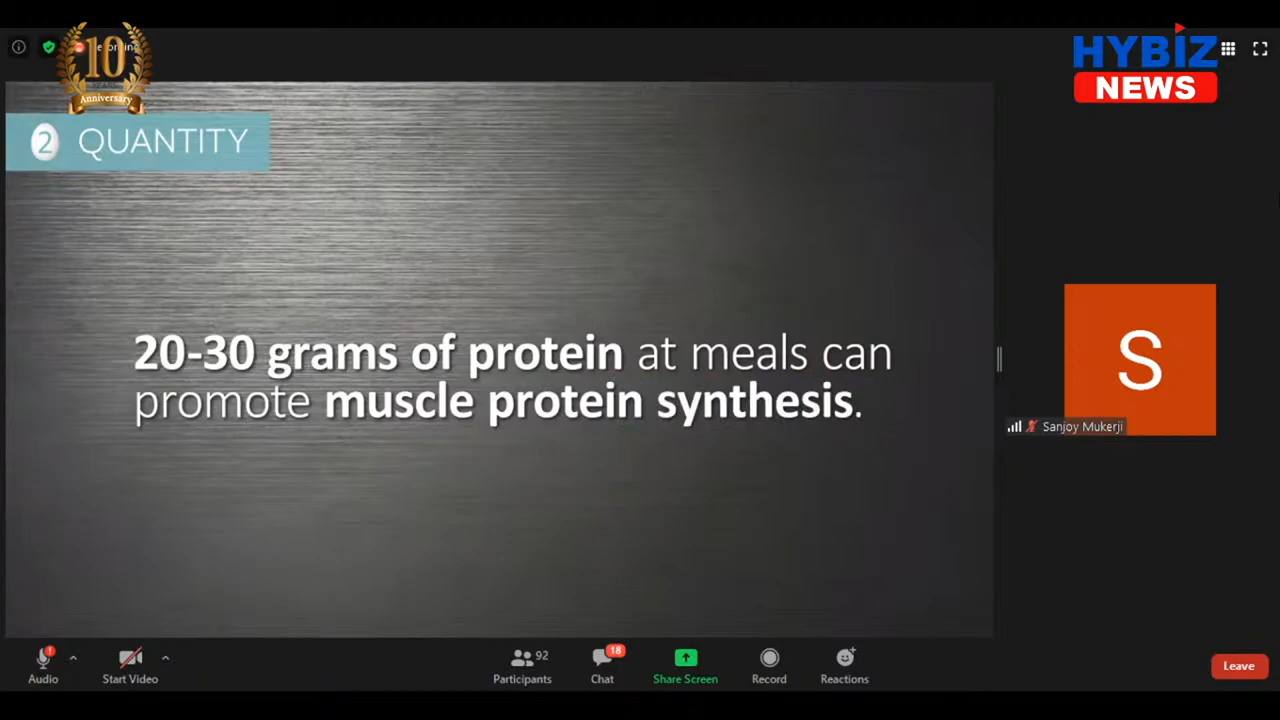 10
YEARS
Anniversary
HYBIZ
NEWS
2 QUANTITY
20-30 grams of protein at meals can
promote muscle protein synthesis.
S
Sanjoy Mukerji
Audio
Start Video
92
Participants
18
Chat
Share Screen
Record
Reactions
Leave